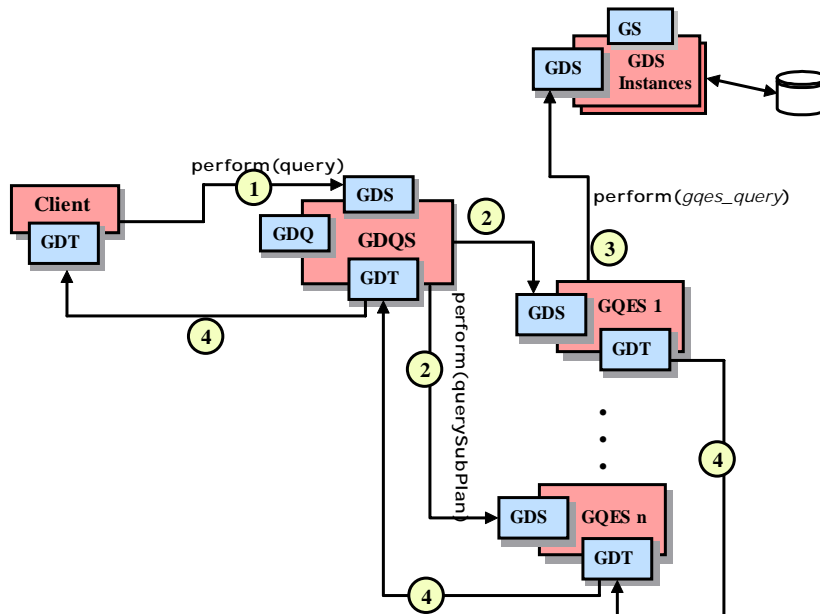 GS
GDS
GDS
Instances
perform(query)
1
Client
GDT
GDS
GDQ
GDQS
GDT
2
perform(gqes_query)
3
GDS
GQES 1
GDT
4
2
perform(querySubPlan)
4
GDS
GQES n
GDT
4